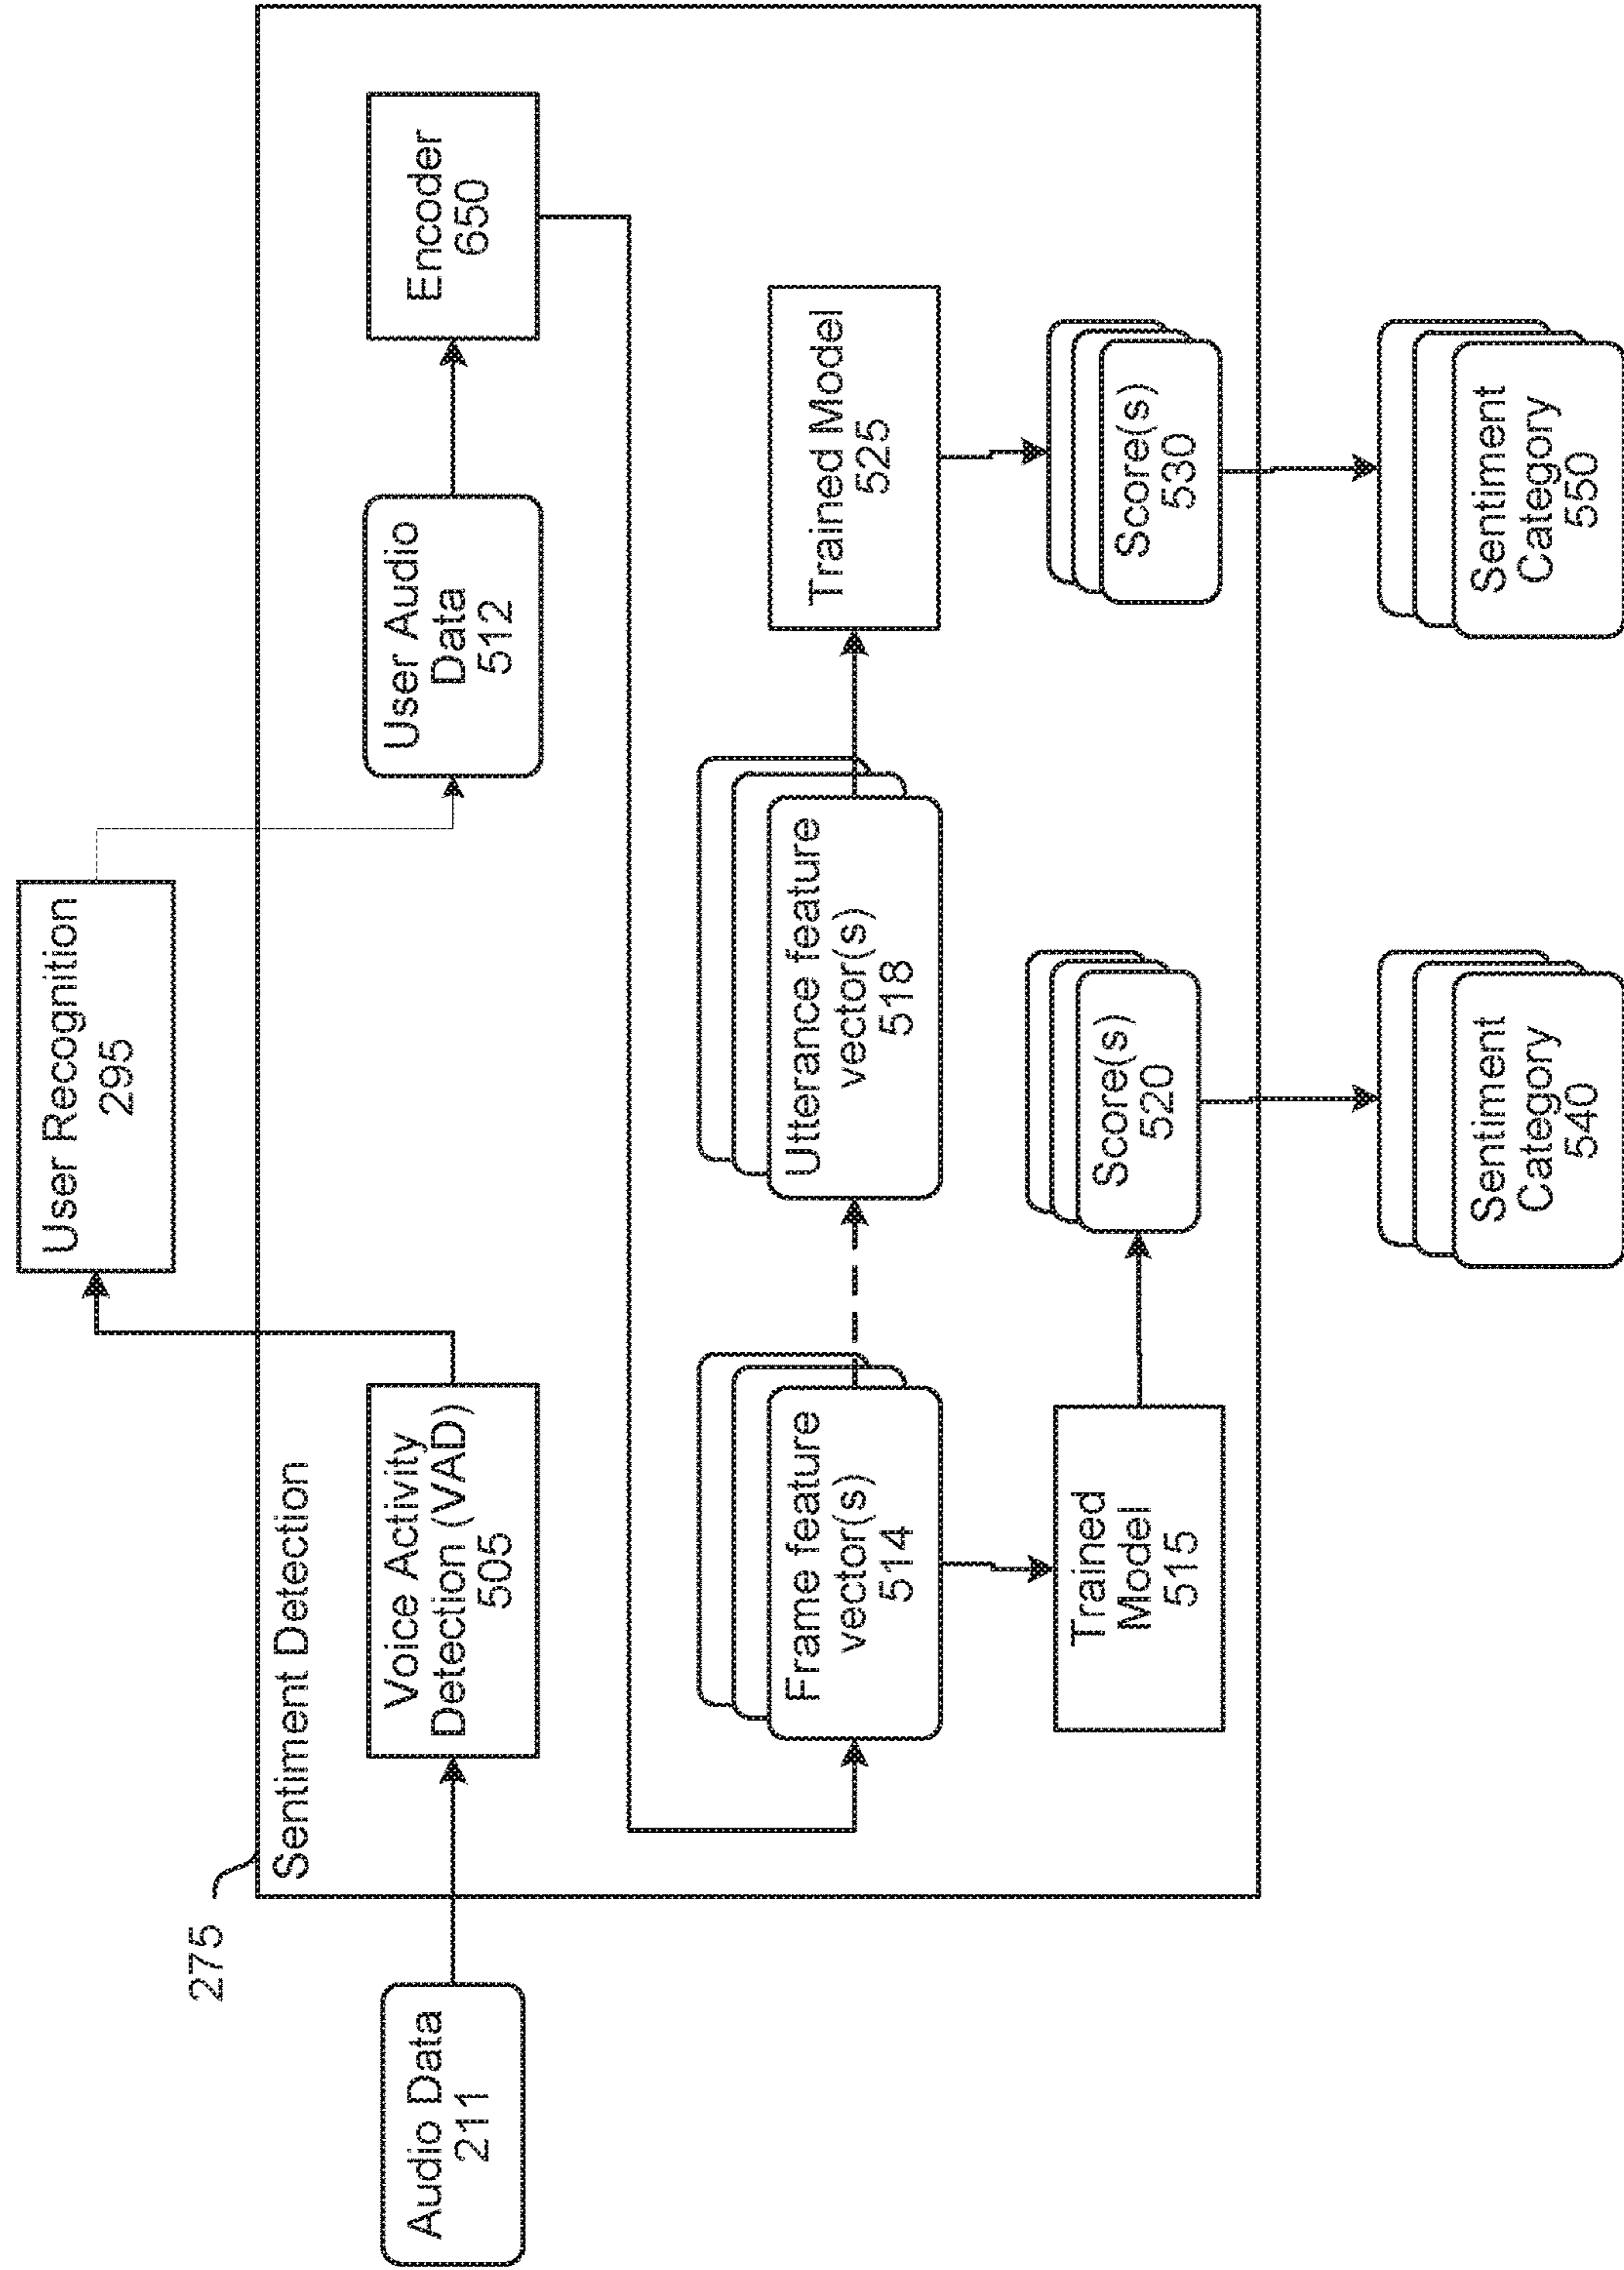 User Recognition
295
275
Sentiment Detection
Audio Data
211
Voice Activity
Detection (VAD)
505
User Audio
Data
512
Encoder
650
Frame feature
vector(s)
514
Utterance feature
vector(s)
518
Trained Model
525
Trained
Model
515
Score(s)
520
Score(s)
530
Sentiment
Category
540
Sentiment
Category
550